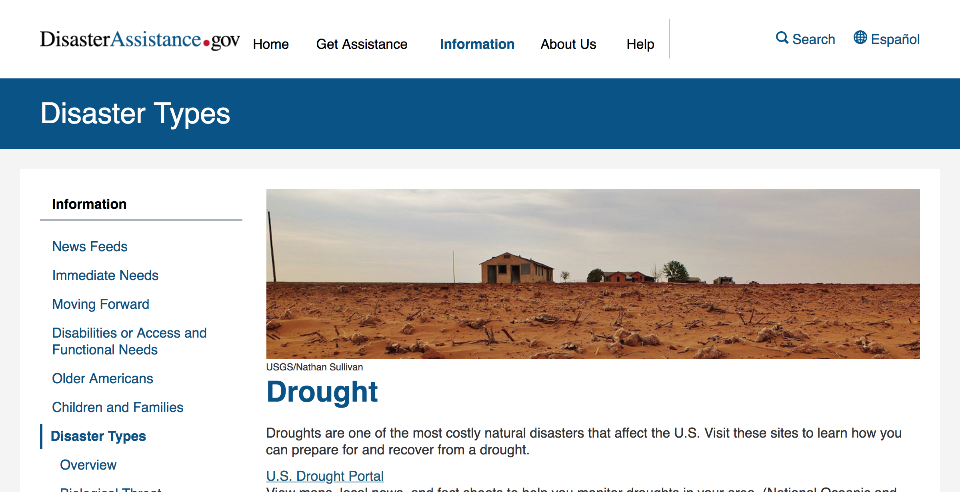 DisasterAssistance.gov
Home
Get Assistance
Information
About Us
Help
Search
Español
Disaster Types
Information
News Feeds
Immediate Needs
Moving Forward
Disabilities or Access and
Functional Needs
Older Americans
Children and Families
Disaster Types
Overview
Biological Threat
USGS/Nathan Sullivan
Drought
Droughts are one of the most costly natural disasters that affect the U.S. Visit these sites to learn how you
can prepare for and recover from a drought.
U.S. Drought Portal
View maps, local news, and fact sheets to help you monitor droughts in your area. (National Oceanic and